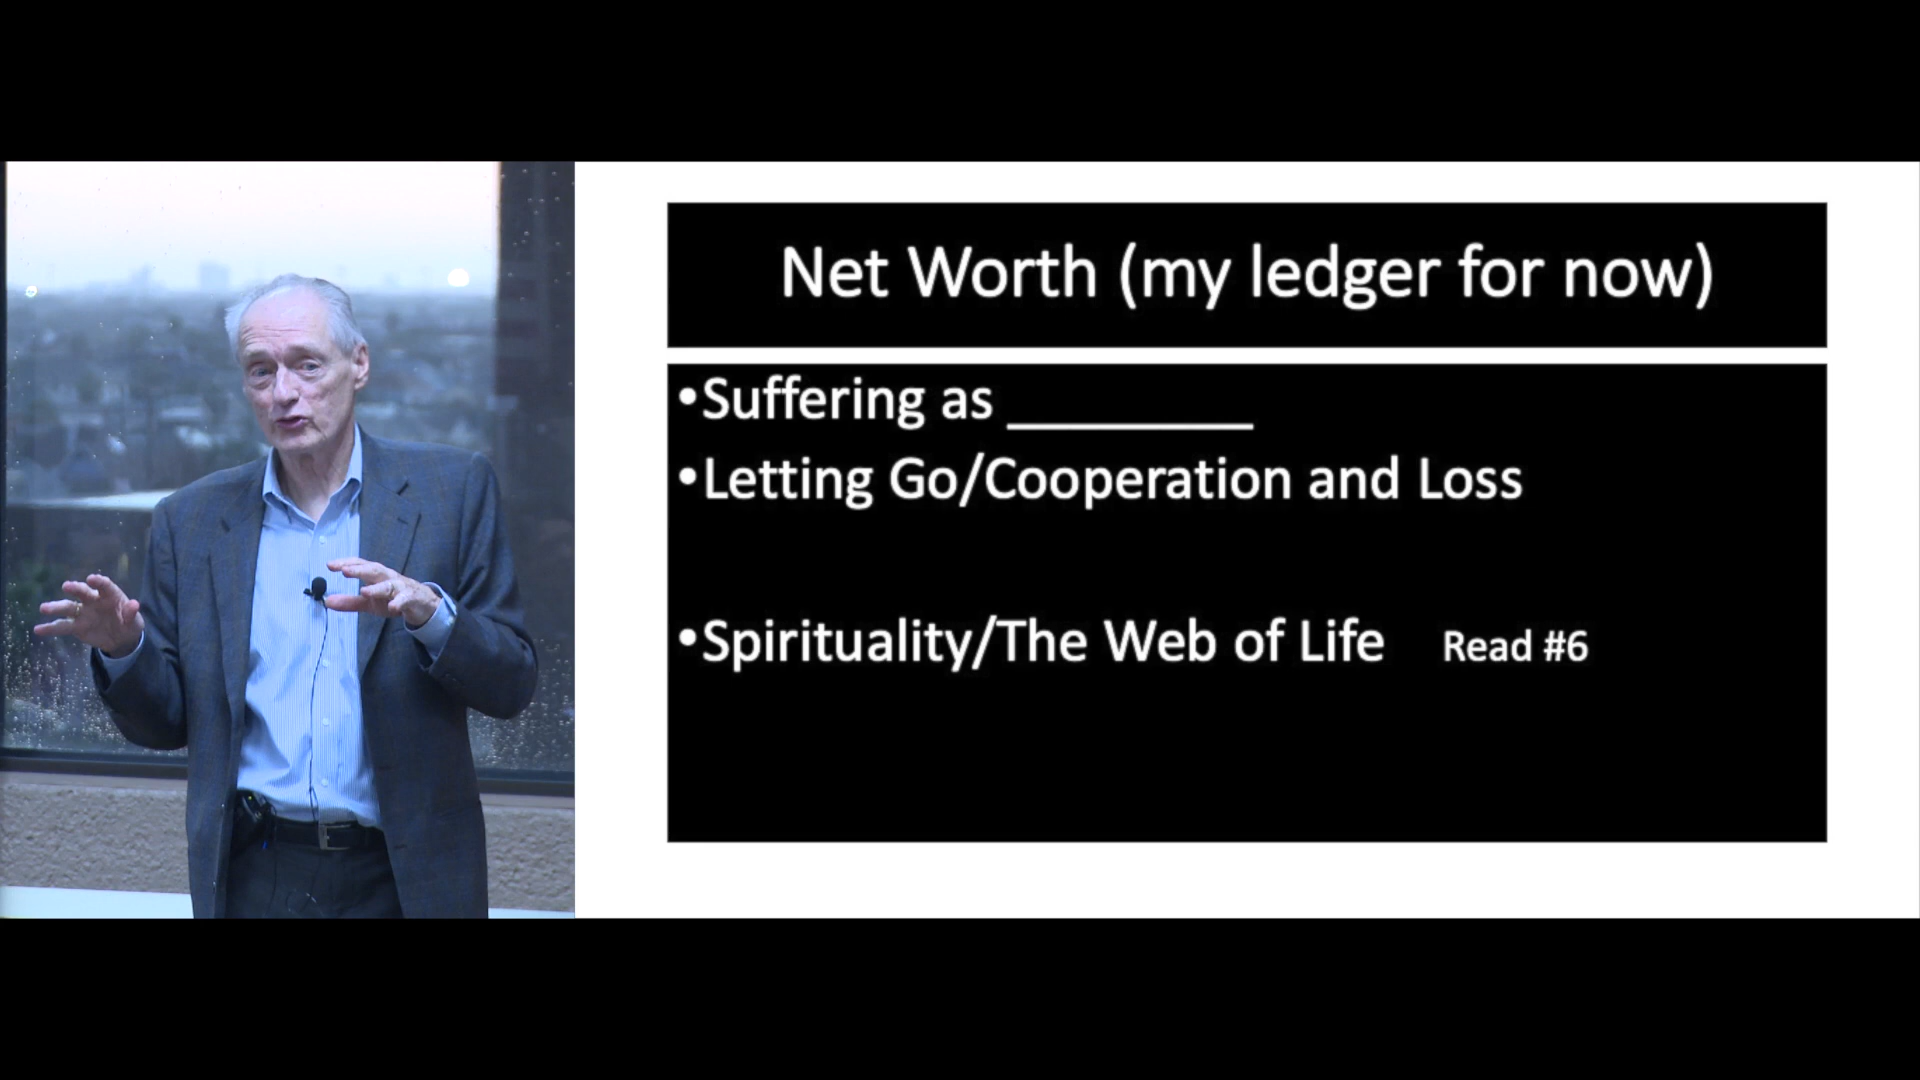 Net Worth (my ledger for now)
•Suffering as _________
•Letting Go/Cooperation and Loss
•Spirituality/The Web of Life Read #6